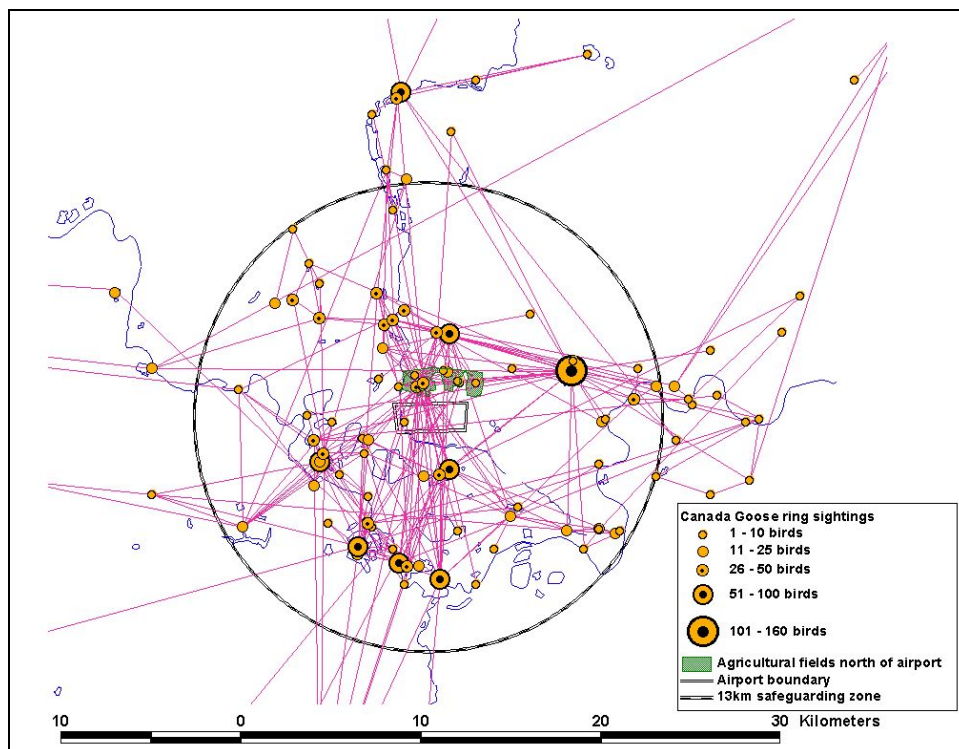 Canada Goose ring sightings
1 - 10 birds
11 - 25 birds
26 - 50 birds
51 - 100 birds
101 - 160 birds
Agricultural fields north of airport
Airport boundary
13km safeguarding zone
10 0 10 20 30 Kilometers